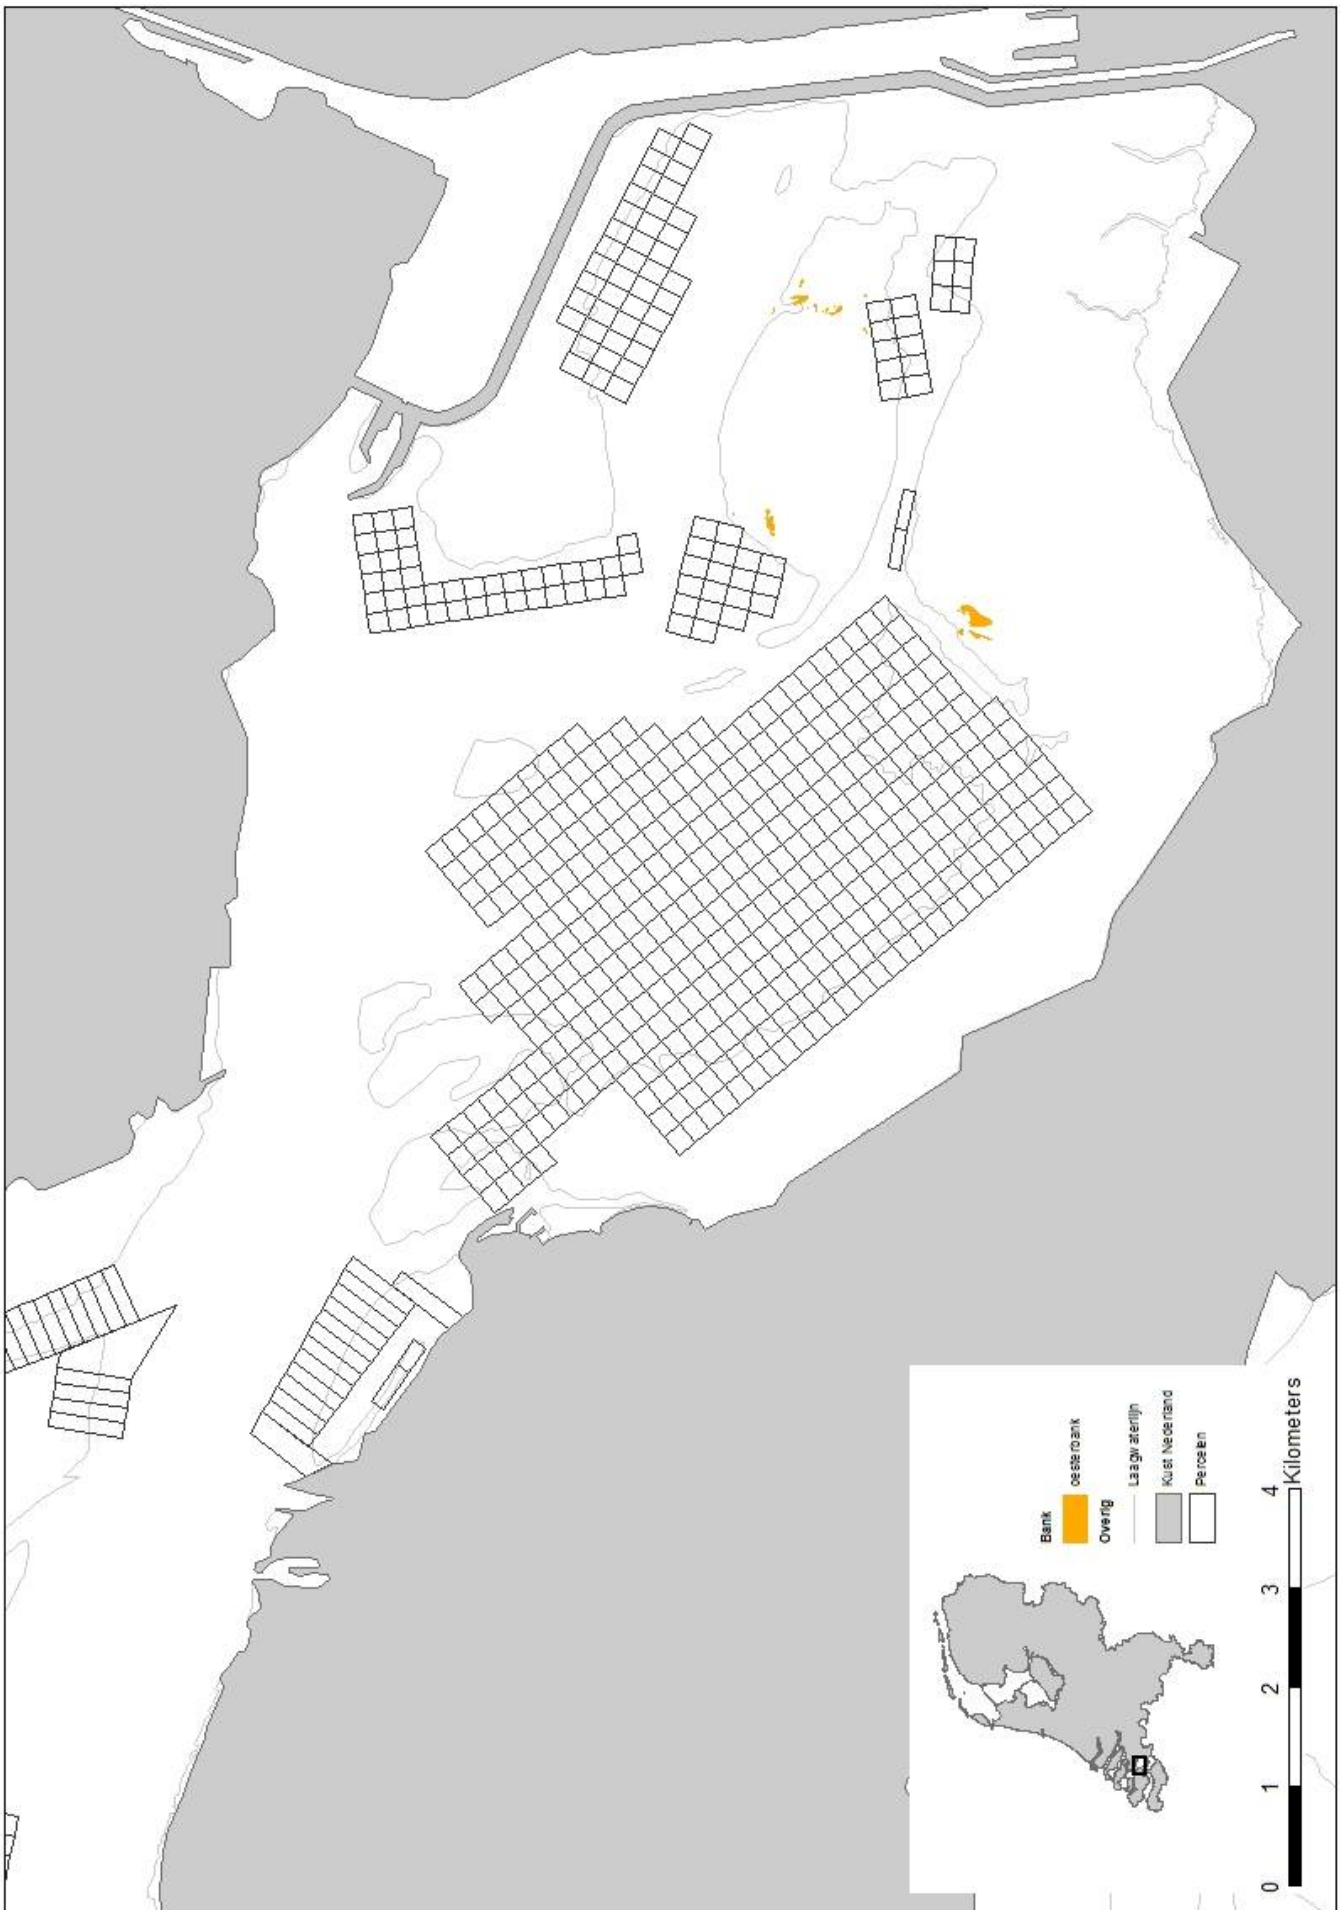 Bank
oesterbank
Overig
Laagwaterlijn
Kust Nederland
Percelen
0 1 2 3 4
Kilometers